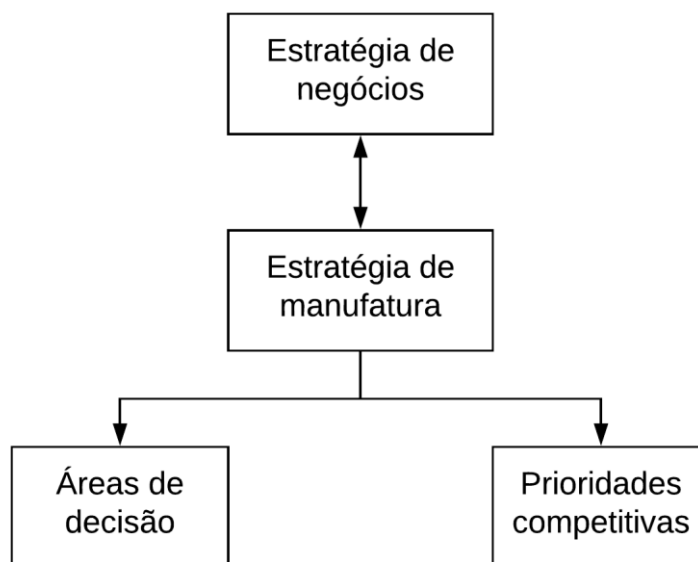 Estratégia de
negócios
Estratégia de
manufatura
Áreas de
decisão
Prioridades
competitivas